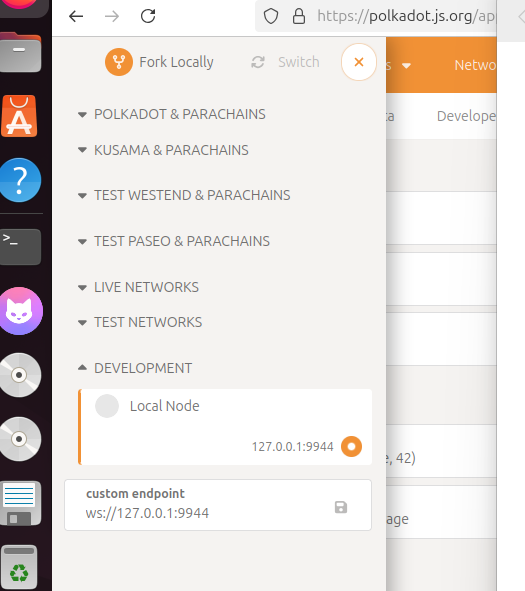 https://polkadot.js.org/ap
Fork Locally
Switch
Netwo
POLKADOT & PARACHAINS
Develope
KUSAMA & PARACHAINS
TEST WESTEND & PARACHAINS
TEST PASEO & PARACHAINS
LIVE NETWORKS
TEST NETWORKS
DEVELOPMENT
Local Node
127.0.0.1:9944
, 42)
custom endpoint
ws://127.0.0.1:9944
age